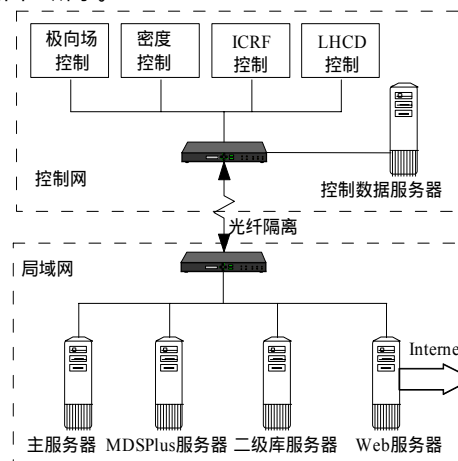 极向场
控制
密度
控制
ICRF
控制
LHCD
控制
控制网
控制数据服务器
光纤隔离
局域网
Interne
主服务器 MDSPlus服务器 二级库服务器 Web服务器